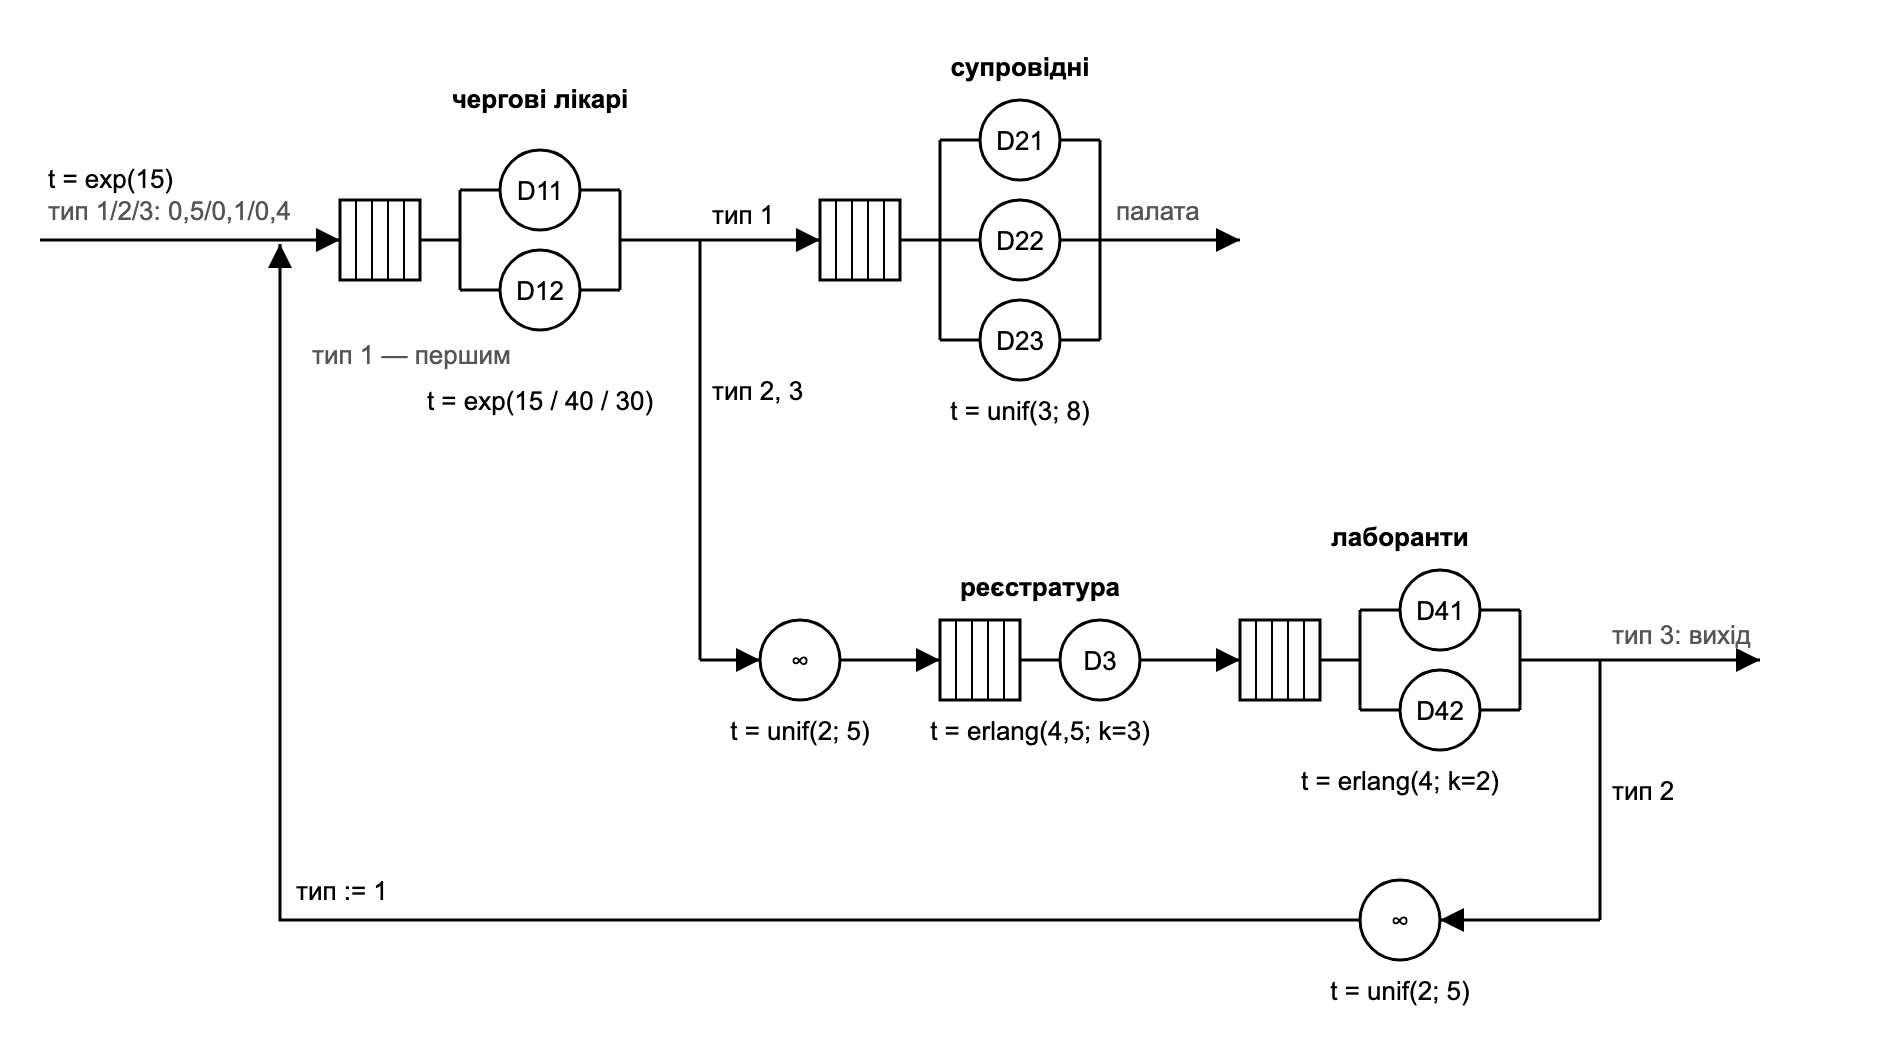 супровідні
чергові лікарі
t = exp(15)
тип 1/2/3: 0,5/0,1/0,4
D11
D12
тип 1 — першим
t = exp(15 / 40 / 30)
тип 1
тип 2, 3
D21
D22
D23
t = unif(3; 8)
палата
∞
t = unif(2; 5)
реєстратура
D3
t = erlang(4,5; k=3)
лаборанти
D41
D42
t = erlang(4; k=2)
тип 3: вихід
тип 2
тип := 1
∞
t = unif(2; 5)